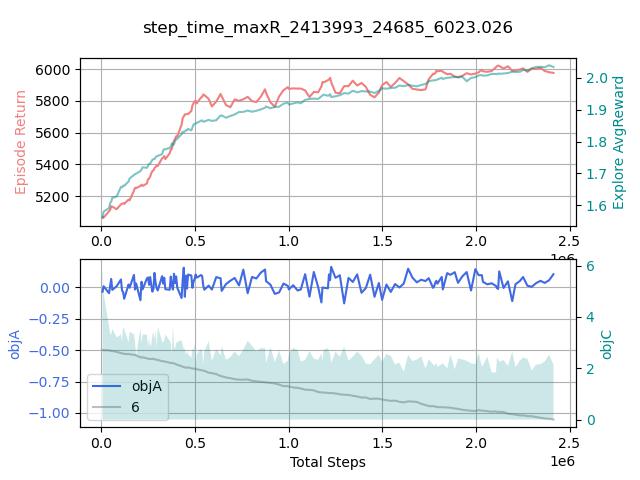 step_time_maxR_2413993_24685_6023.026
6000
5800
5600
5400
5200
Episode Return
2.0
1.9
1.8
1.7
1.6
Explore AvgReward
0.0 0.5 1.0 1.5 2.0 2.5
1e6
0.00
−0.25
−0.50
−0.75
−1.00
objA
6
4
2
0
objC
objA
6
0.0 0.5 1.0 1.5 2.0 2.5
Total Steps
1e6